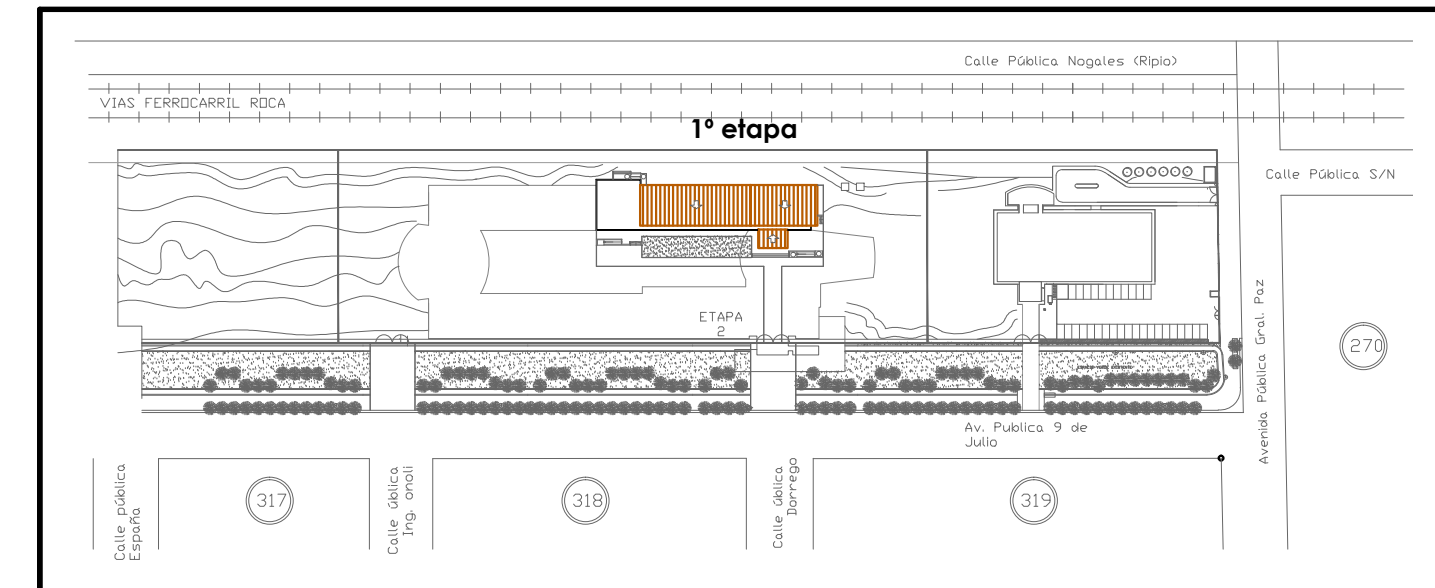 Calle Pública Nogales (Ripio)
VIAS FERROCARRIL ROCA
1º etapa
Calle Pública S/N
ETAPA
2
Avenida Pública Gral. Paz
270
Av. Publica 9 de
Julio
Calle pública
España
317
Calle ública
Ing. onoli
318
Calle ública
Dorrego
319